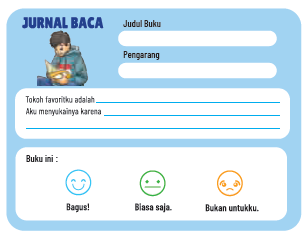 JURNAL BACA
Judul Buku
Pengarang
Tokoh favoritku adalah
Aku menyukainya karena
Buku ini :
Bagus!
Biasa saja.
Bukan untukku.